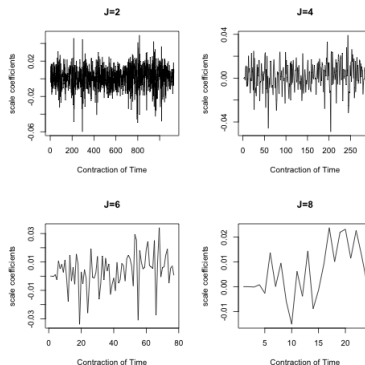 J=2
J=4
scale coefficients
-0.06
-0.02
0.02
0 200 400 600 800
Contraction of Time
scale coefficients
-0.04
0.00
0.04
0 50 100 150 200 250
Contraction of Time
J=6
J=8
scale coefficients
-0.03
-0.01
0.01
0.03
0 20 40 60 80
Contraction of Time
scale coefficients
-0.01
0.00
0.01
0.02
5 10 15 20
Contraction of Time